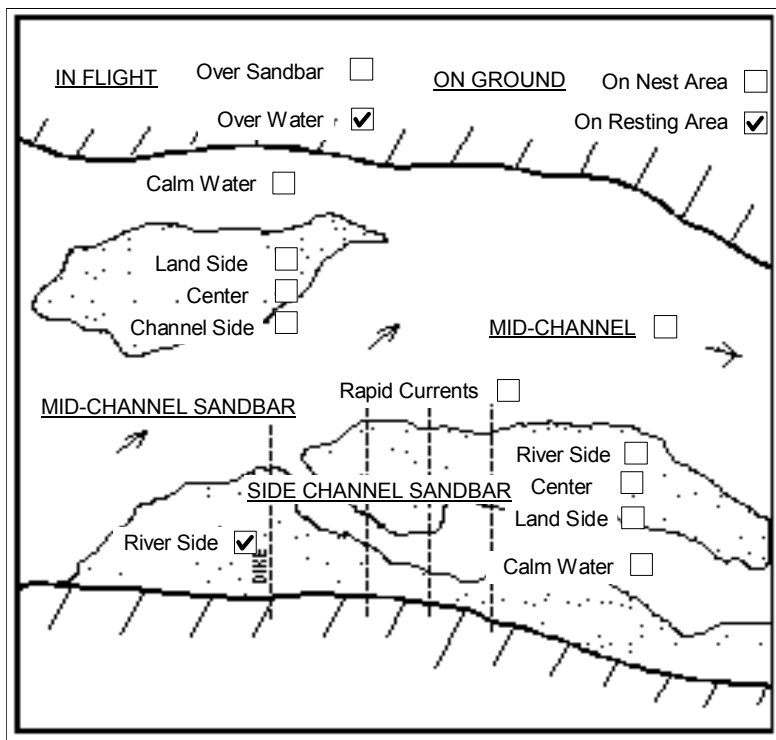 IN FLIGHT
Over Sandbar
ON GROUND
On Nest Area
Over Water
On Resting Area
Calm Water
Land Side
Center
Channel Side
MID-CHANNEL
Rapid Currents
MID-CHANNEL SANDBAR
River Side
SIDE CHANNEL SANDBAR
Center
Land Side
River Side
DIKE
Calm Water